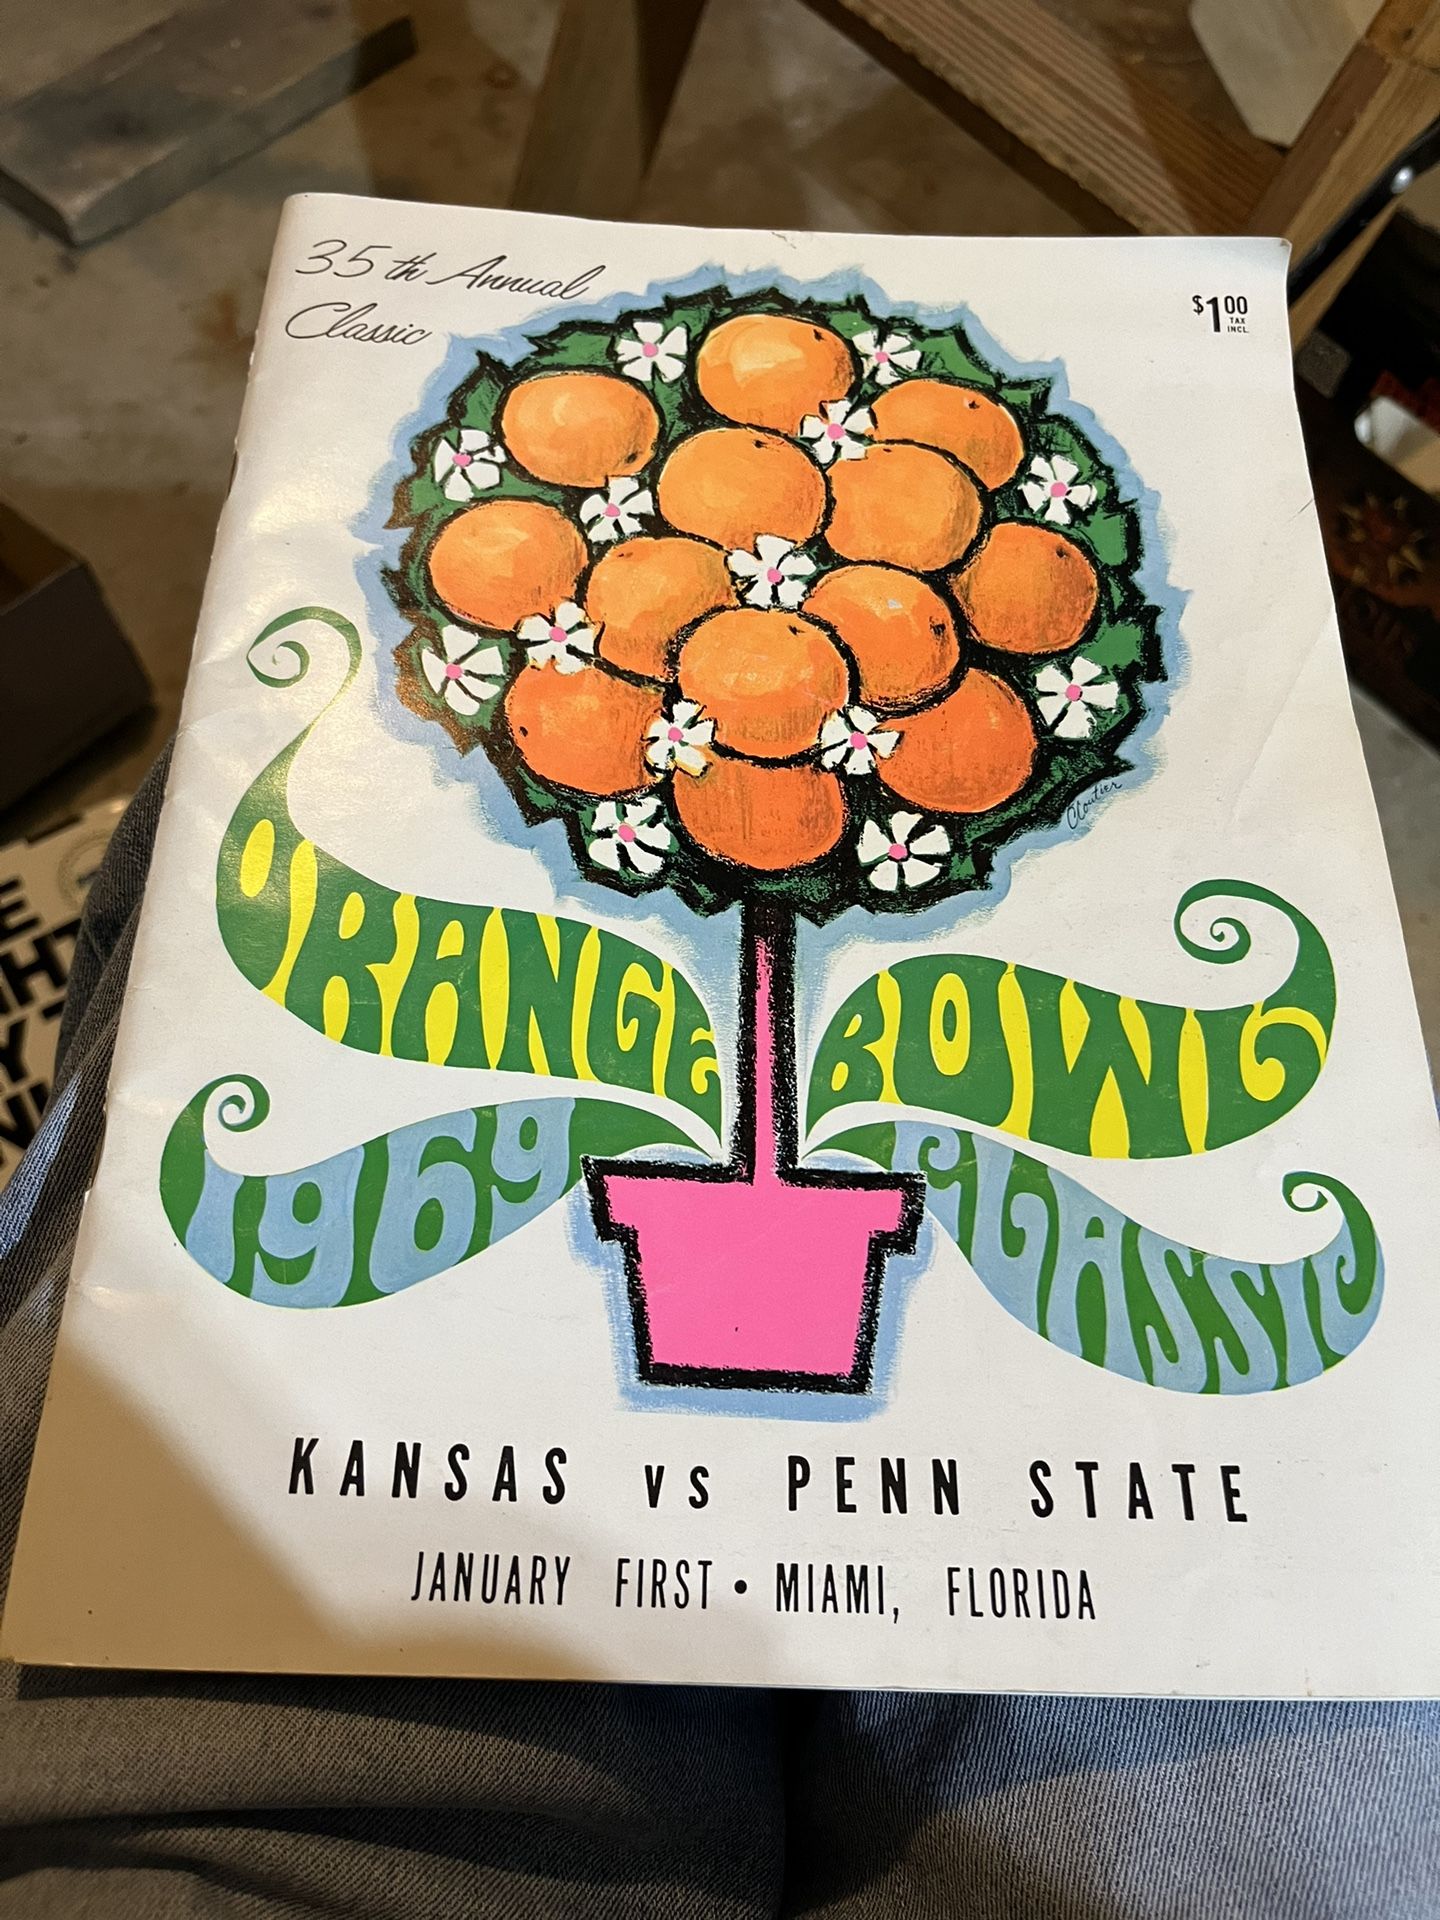 35th Annual
Classic
$1.00
TAX
INCL.
Cloutier
ORANGE BOWL
1969 CLASSIC
KANSAS vs PENN STATE
JANUARY FIRST • MIAMI, FLORIDA